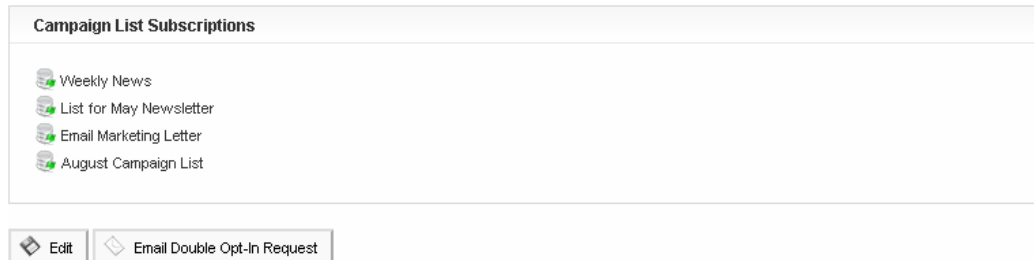 Campaign List Subscriptions
Weekly News
List for May Newsletter
Email Marketing Letter
August Campaign List
Edit Email Double Opt-In Request